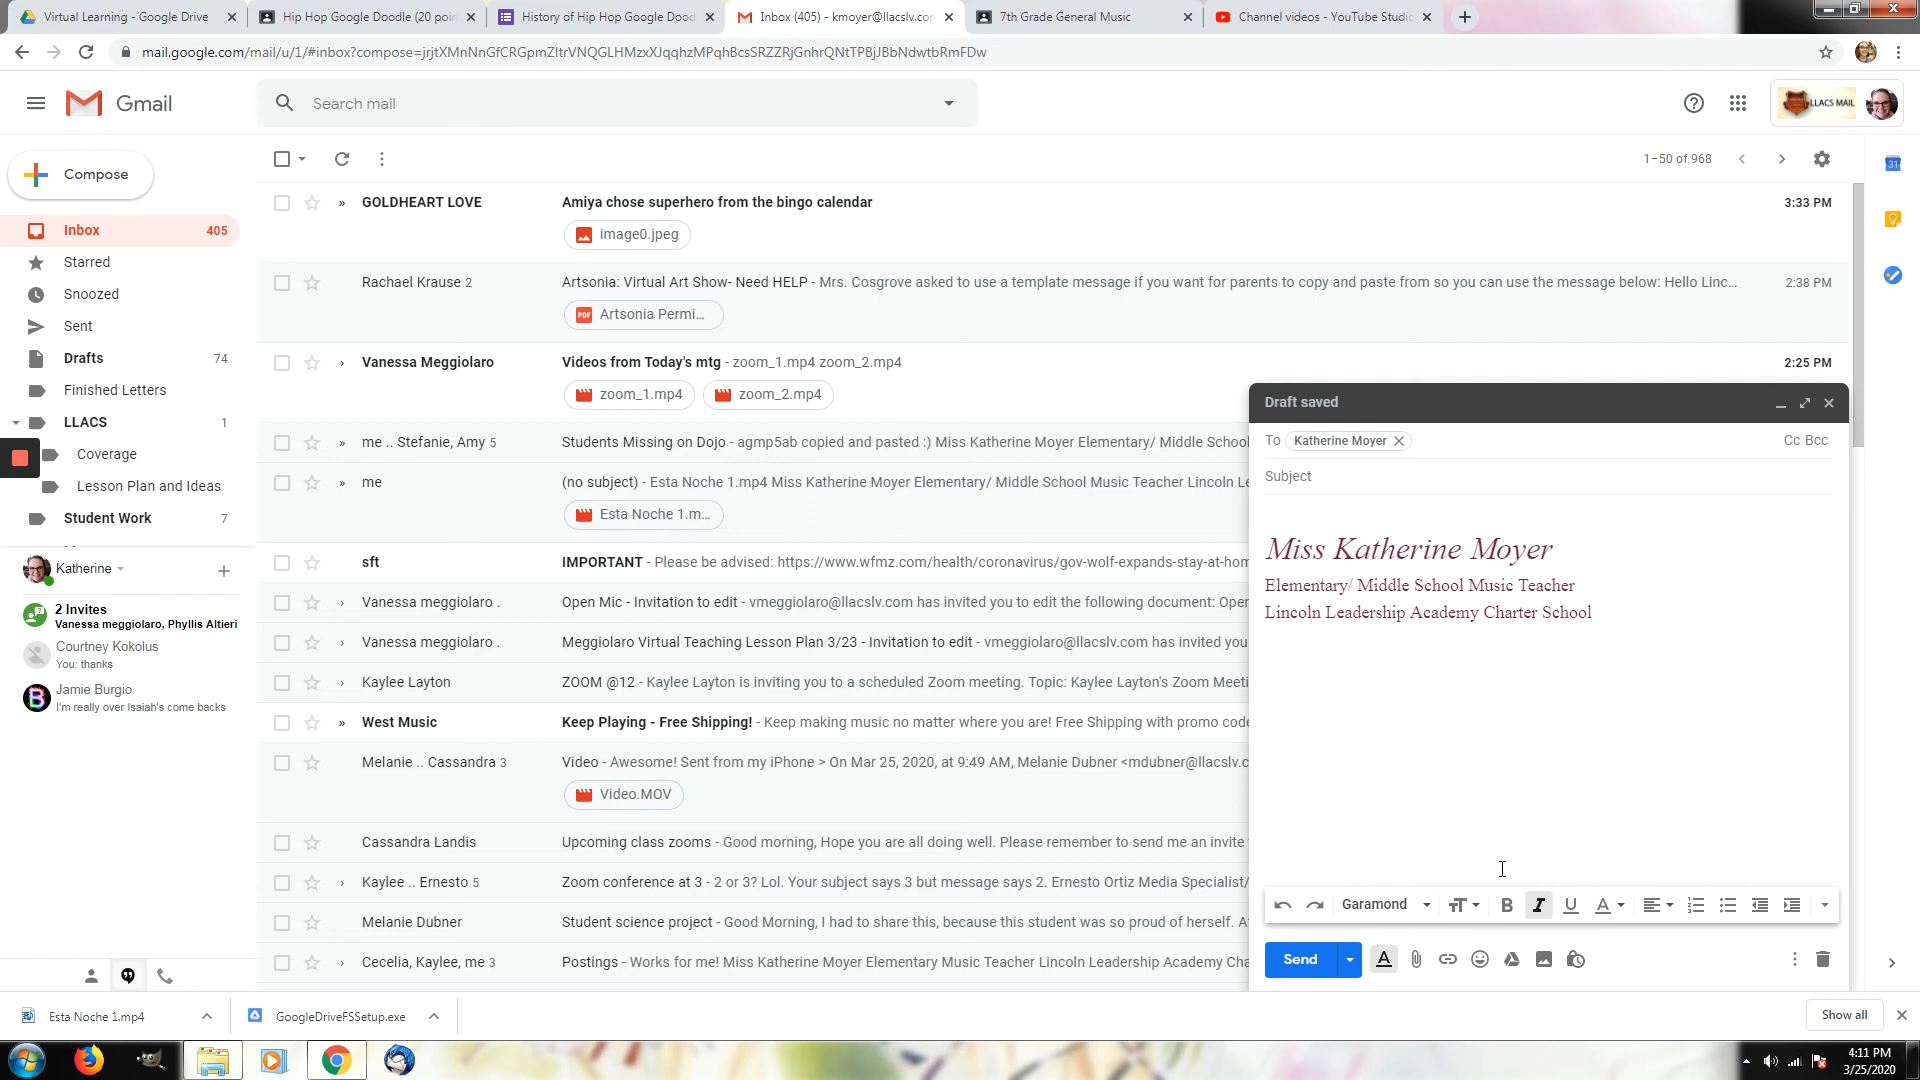 Virtual Learning - Google Drive
Hip Hop Google Doodle (20 poin
History of Hip Hop Google Dood
Inbox (405) - kmoyer@llacslv.com
7th Grade General Music
Channel videos - YouTube Studio
mail.google.com/mail/u/1/#inbox?compose=jrjtXMnNnGfCRGpmZltrVNQGLHMzxXJqqhzMPqhBcsSRZZRjGnhrQNtTPBjJBbNdwtbRmFDw
Gmail
Search mail
LLACS MAIL
Compose
1–50 of 968
31
Inbox 405
Starred
Snoozed
Sent
Drafts 74
Finished Letters
LLACS 1
Coverage
Lesson Plan and Ideas
Student Work 7
Katherine
2 Invites
Vanessa meggiolaro, Phyllis Altieri
Courtney Kokolus
You: thanks
Jamie Burgio
I'm really over Isaiah's come backs
GOLDHEART LOVE Amiya chose superhero from the bingo calendar 3:33 PM
image0.jpeg
Rachael Krause 2 Artsonia: Virtual Art Show- Need HELP - Mrs. Cosgrove asked to use a template message if you want for parents to copy and paste from so you can use the message below: Hello Linc... 2:38 PM
PDF Artsonia Permi...
Vanessa Meggiolaro Videos from Today's mtg - zoom_1.mp4 zoom_2.mp4 2:25 PM
zoom_1.mp4 zoom_2.mp4
me .. Stefanie, Amy 5 Students Missing on Dojo - agmp5ab copied and pasted :) Miss Katherine Moyer Elementary/ Middle School
me (no subject) - Esta Noche 1.mp4 Miss Katherine Moyer Elementary/ Middle School Music Teacher Lincoln Le
Esta Noche 1.m...
sft IMPORTANT - Please be advised: https://www.wfmz.com/health/coronavirus/gov-wolf-expands-stay-at-hom
Vanessa meggiolaro . Open Mic - Invitation to edit - vmeggiolaro@llacslv.com has invited you to edit the following document: Open
Vanessa meggiolaro . Meggiolaro Virtual Teaching Lesson Plan 3/23 - Invitation to edit - vmeggiolaro@llacslv.com has invited you
Kaylee Layton ZOOM @12 - Kaylee Layton is inviting you to a scheduled Zoom meeting. Topic: Kaylee Layton's Zoom Meeti
West Music Keep Playing - Free Shipping! - Keep making music no matter where you are! Free Shipping with promo code
Melanie .. Cassandra 3 Video - Awesome! Sent from my iPhone > On Mar 25, 2020, at 9:49 AM, Melanie Dubner <mdubner@llacslv.c
Video.MOV
Cassandra Landis Upcoming class zooms - Good morning, Hope you are all doing well. Please remember to send me an invite
Kaylee .. Ernesto 5 Zoom conference at 3 - 2 or 3? Lol. Your subject says 3 but message says 2. Ernesto Ortiz Media Specialist/
Melanie Dubner Student science project - Good Morning, I had to share this, because this student was so proud of herself. A
Cecelia, Kaylee, me 3 Postings - Works for me! Miss Katherine Moyer Elementary Music Teacher Lincoln Leadership Academy Cha
Draft saved
To Katherine Moyer Cc Bcc
Subject
Miss Katherine Moyer
Elementary/ Middle School Music Teacher
Lincoln Leadership Academy Charter School
Garamond B I U A
Send A
Esta Noche 1.mp4
GoogleDriveFSSetup.exe
Show all
4:11 PM
3/25/2020